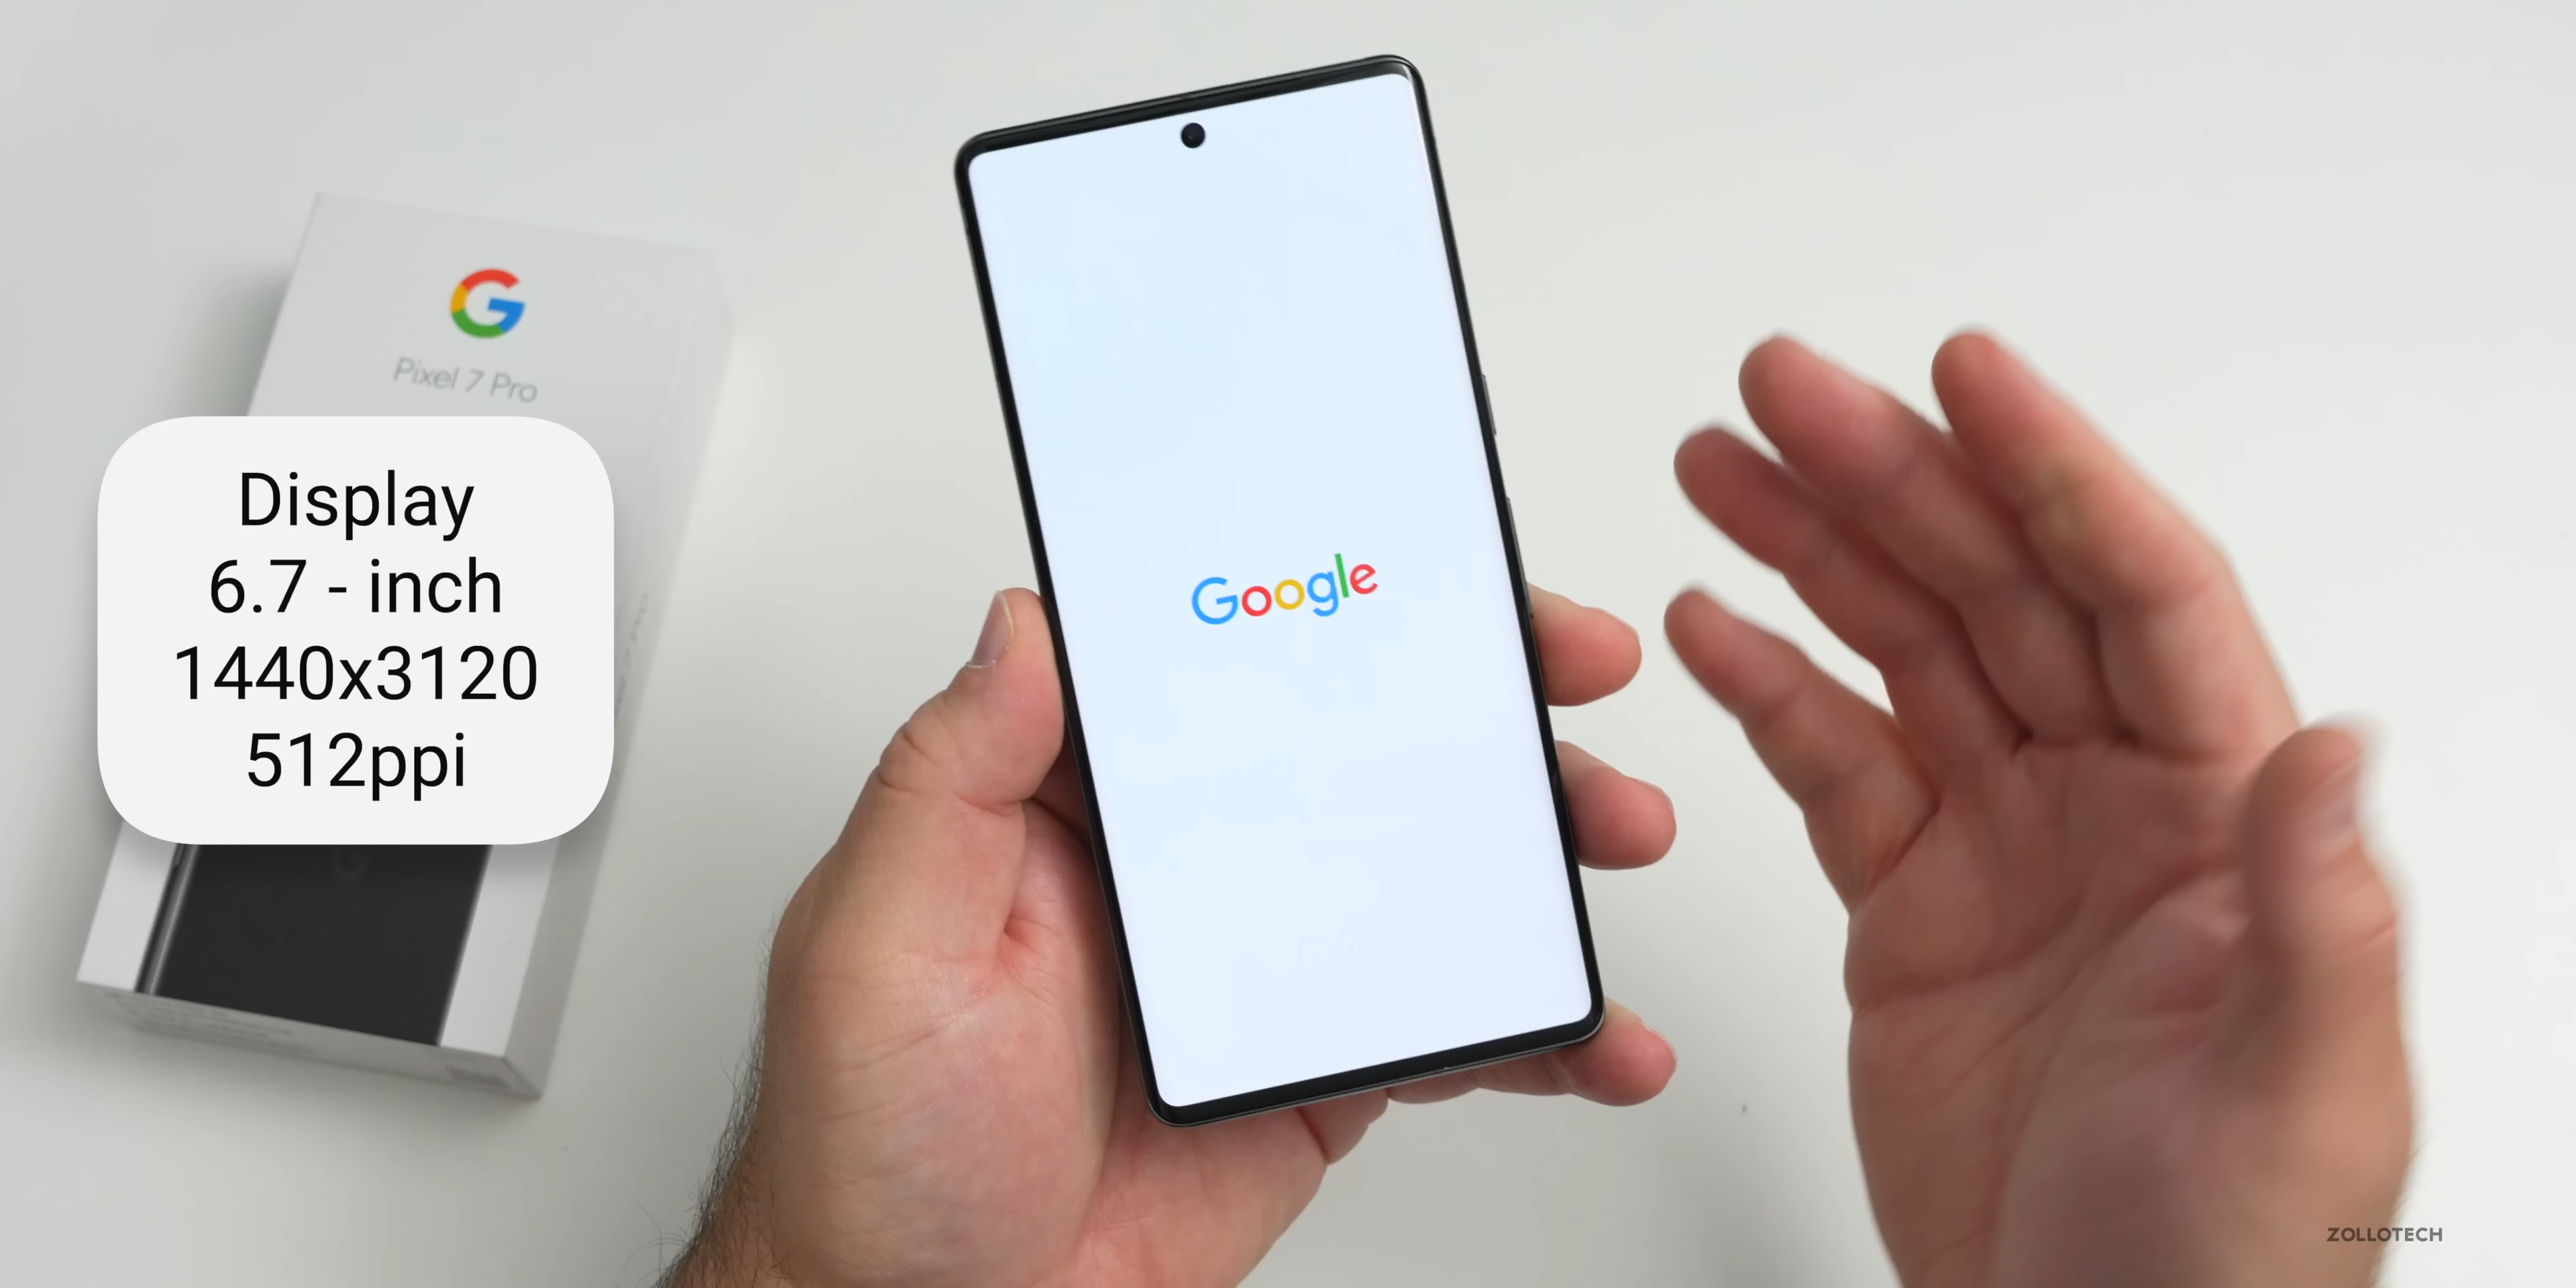 Pixel 7 Pro
Display
6.7 - inch
1440x3120
512ppi
Google
ZOLLOTECH